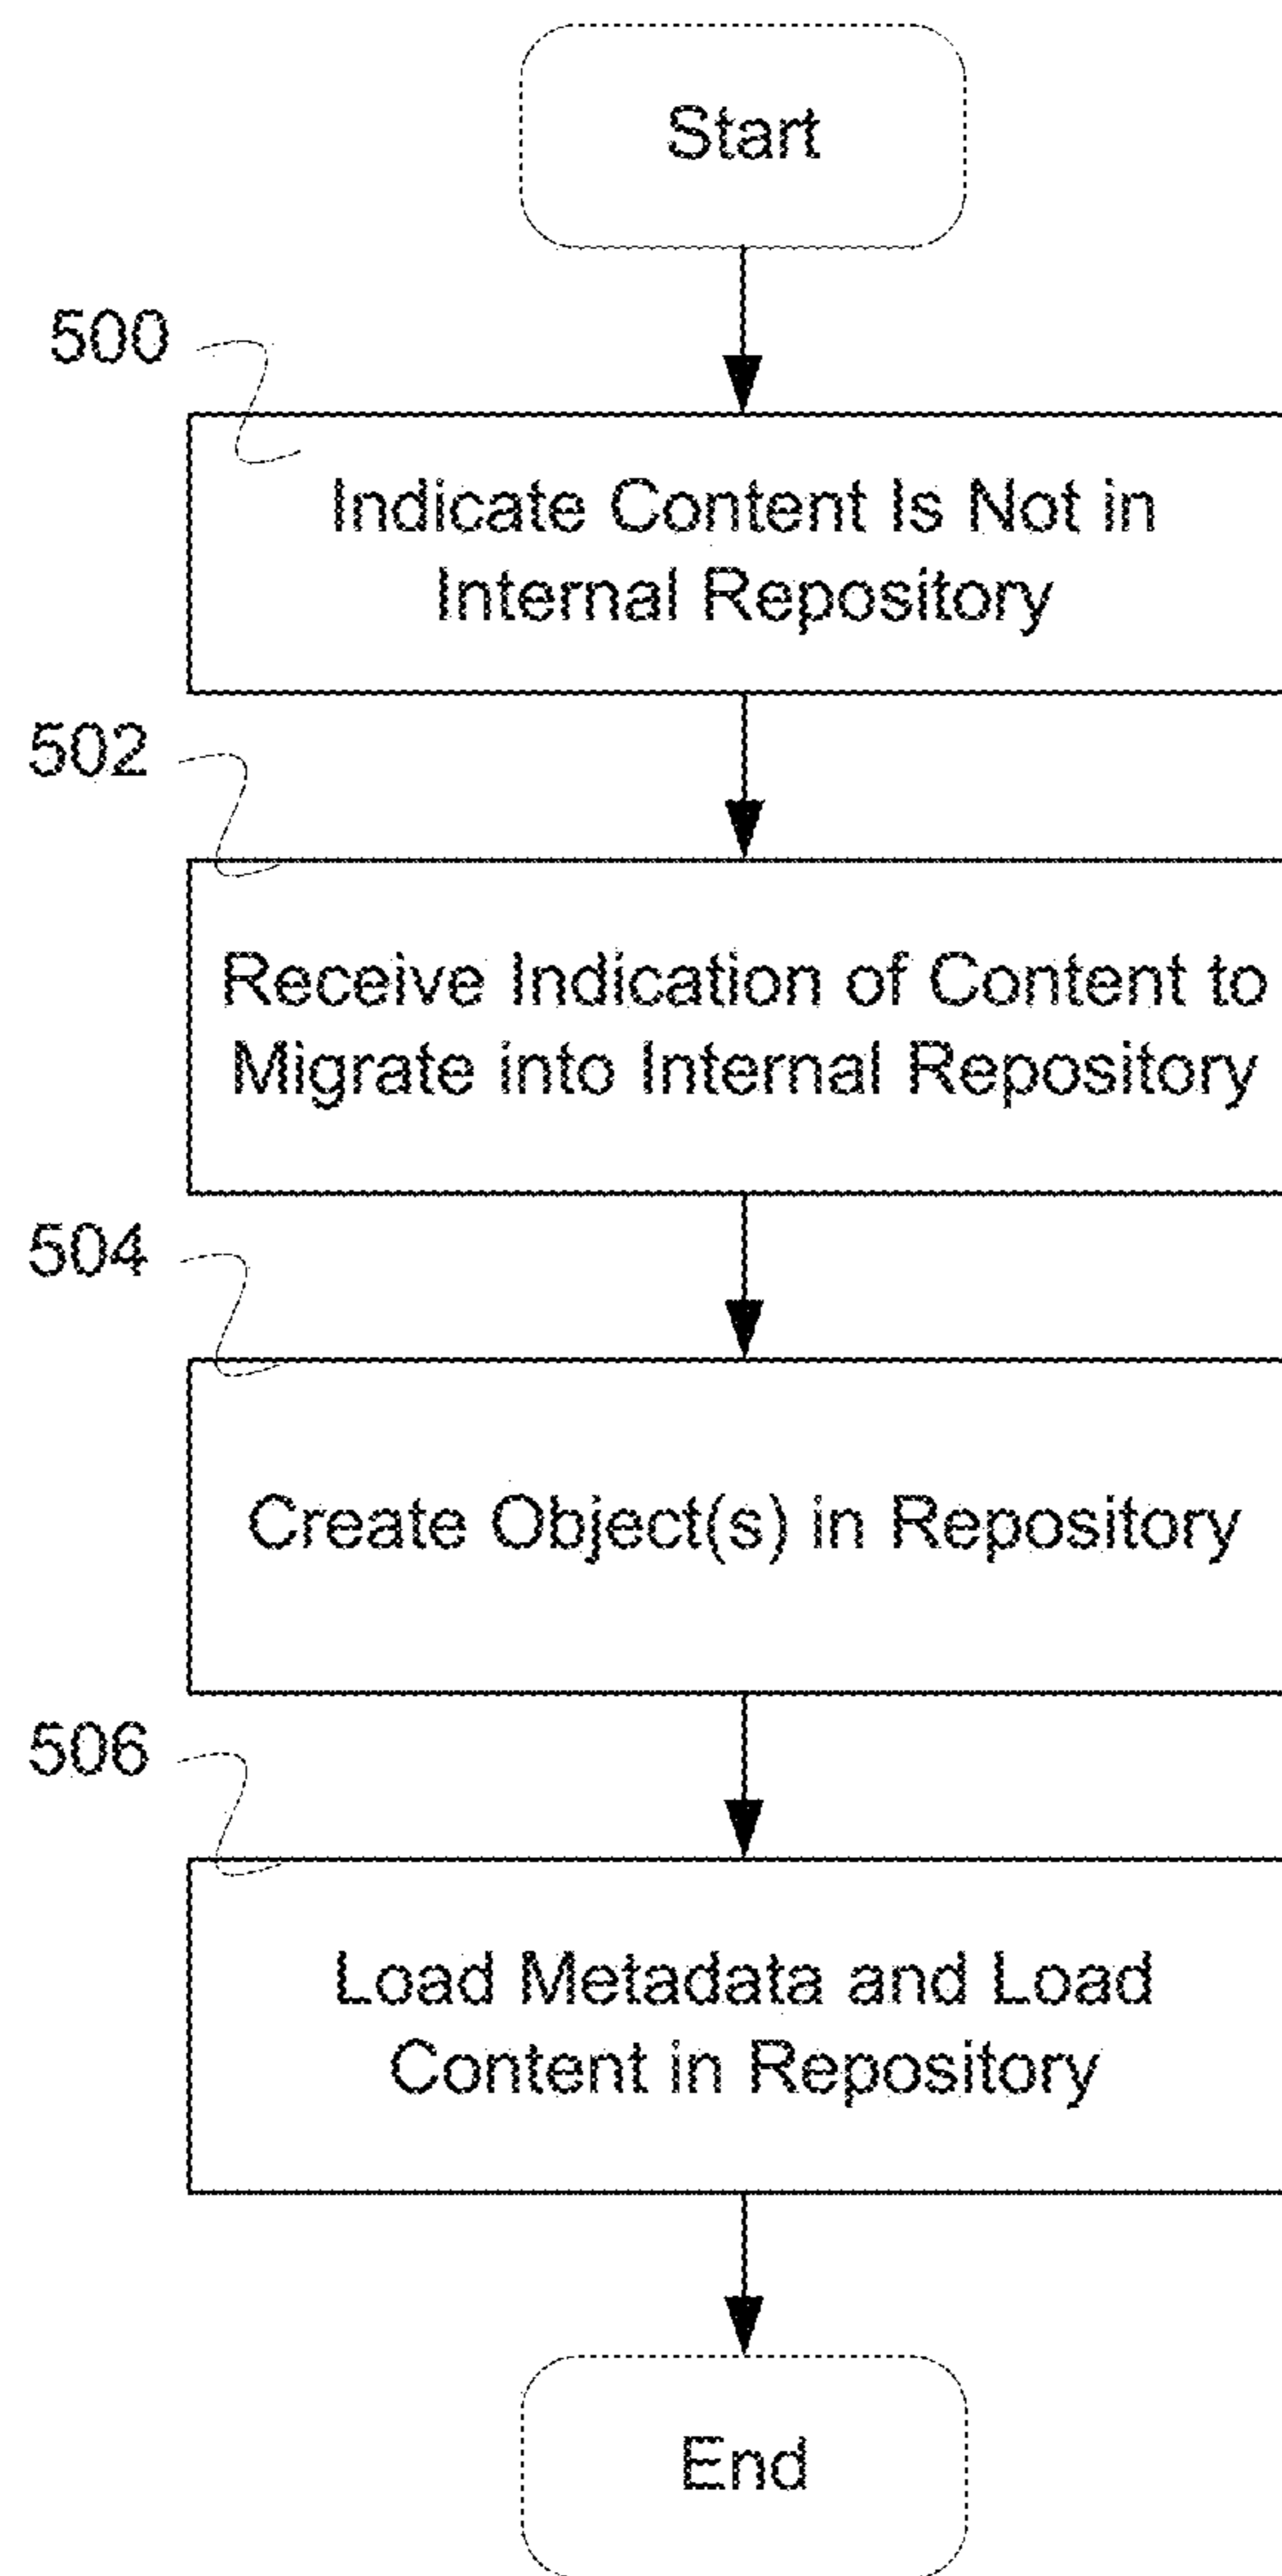 Start
500
Indicate Content Is Not in
Internal Repository
502
Receive Indication of Content to
Migrate into Internal Repository
504
Create Object(s) in Repository
506
Load Metadata and Load
Content in Repository
End